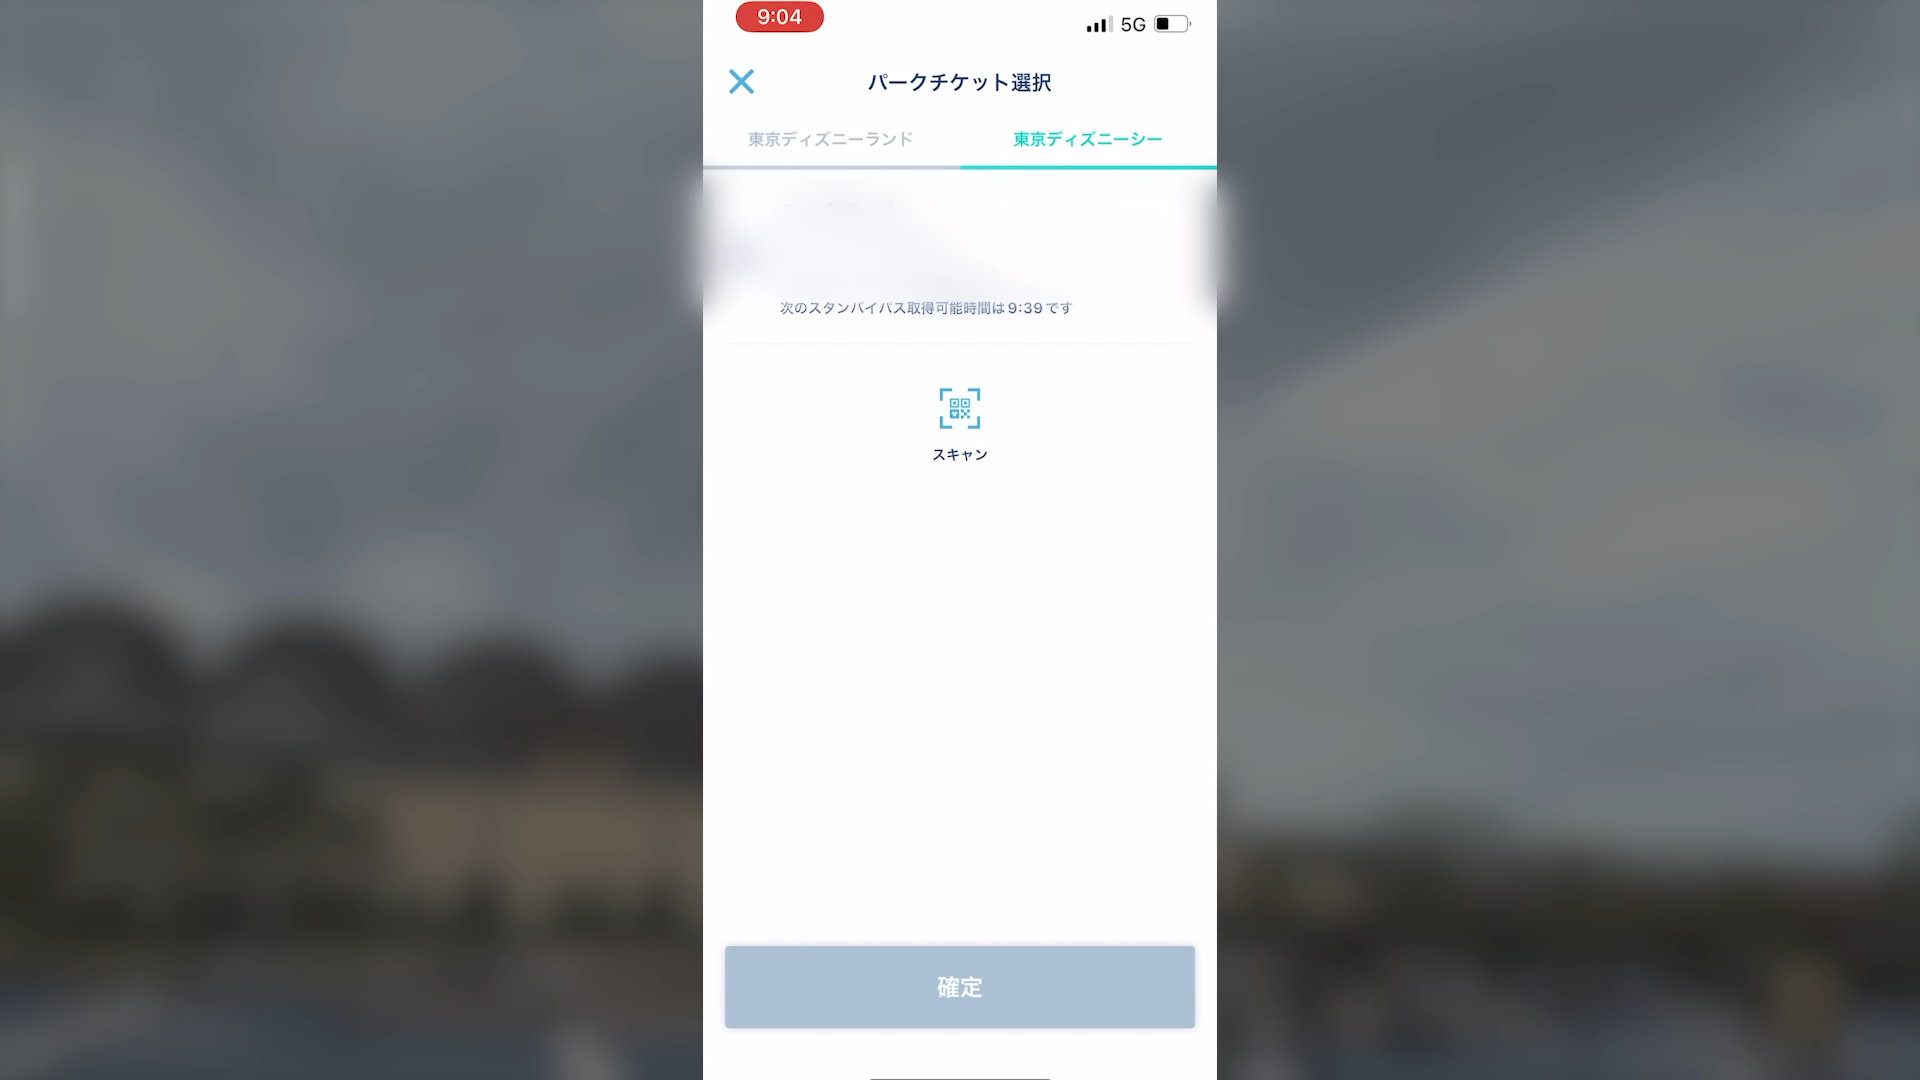 9:04
5G
パークチケット選択
東京ディズニーランド
東京ディズニーシー
次のスタンバイパス取得可能時間は9:39です
スキャン
確定